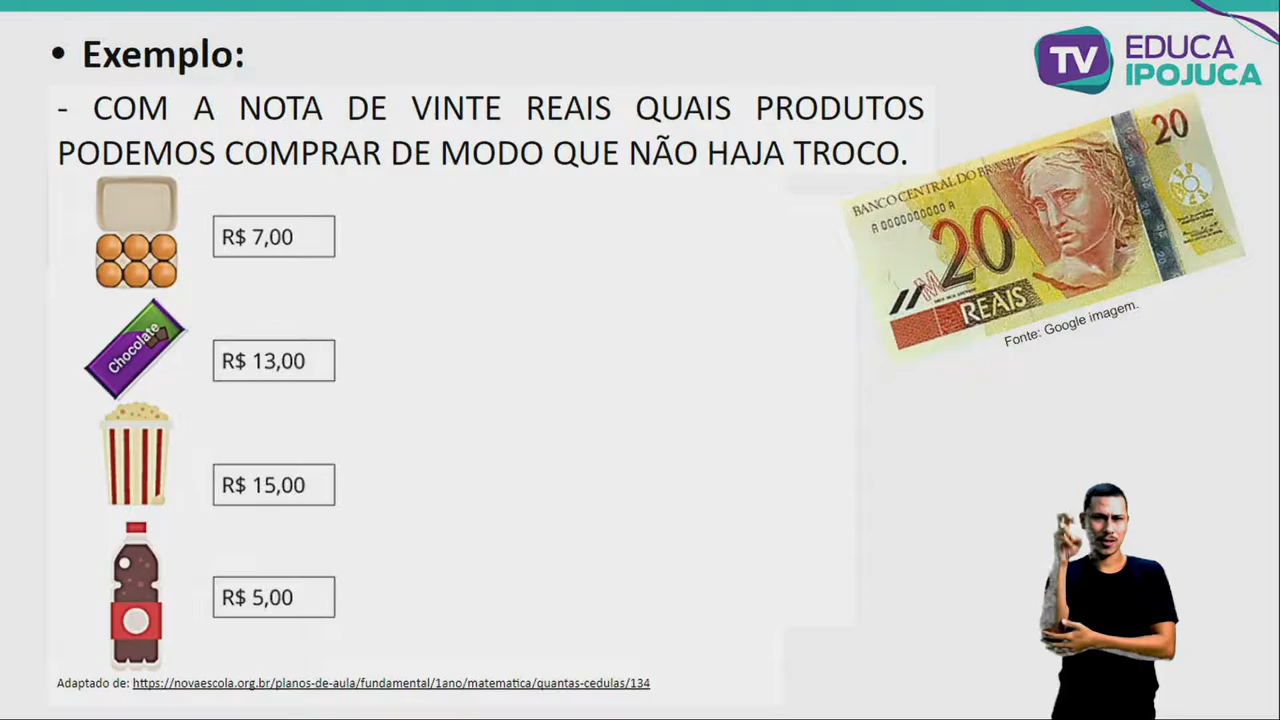 • Exemplo:
TV EDUCA
IPOJUCA
- COM A NOTA DE VINTE REAIS QUAIS PRODUTOS
PODEMOS COMPRAR DE MODO QUE NÃO HAJA TROCO.
20
BANCO CENTRAL DO BRASIL
A 0000000000 A
20
REAIS
Fonte: Google imagem.
R$ 7,00
Chocolate
R$ 13,00
R$ 15,00
R$ 5,00
Adaptado de: https://novaescola.org.br/planos-de-aula/fundamental/1ano/matematica/quantas-cedulas/134